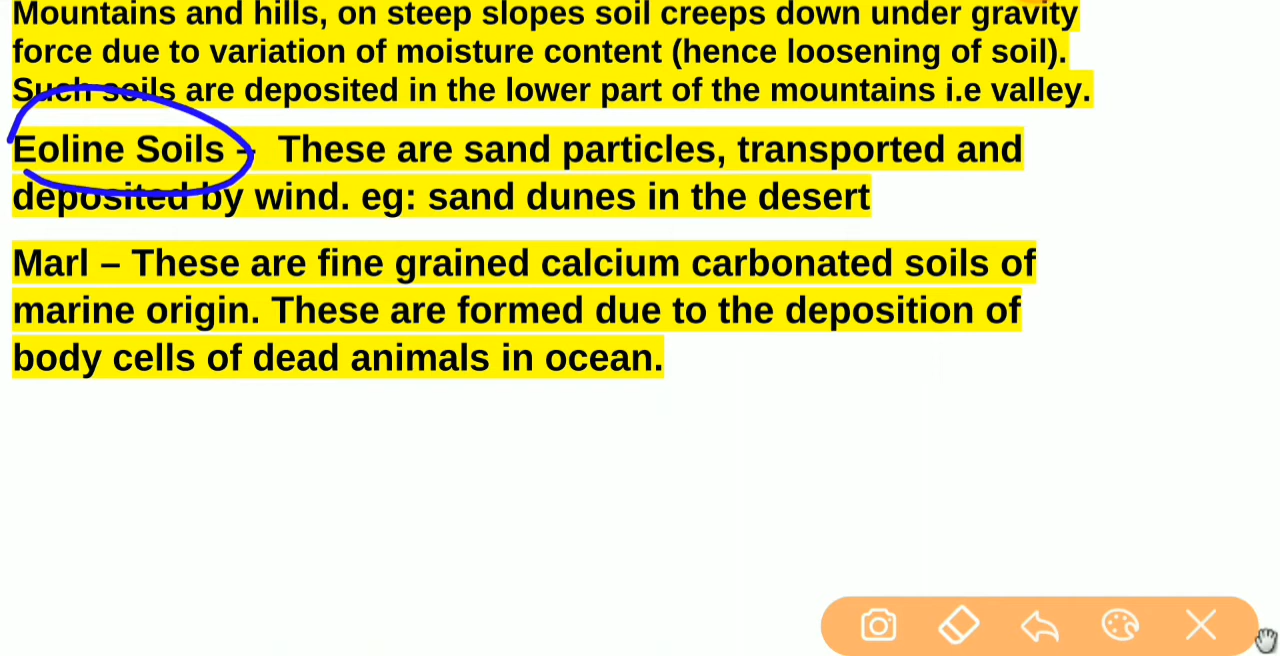 Mountains and hills, on steep slopes soil creeps down under gravity
force due to variation of moisture content (hence loosening of soil).
Such soils are deposited in the lower part of the mountains i.e valley.
Eoline Soils – These are sand particles, transported and
deposited by wind. eg: sand dunes in the desert
Marl – These are fine grained calcium carbonated soils of
marine origin. These are formed due to the deposition of
body cells of dead animals in ocean.